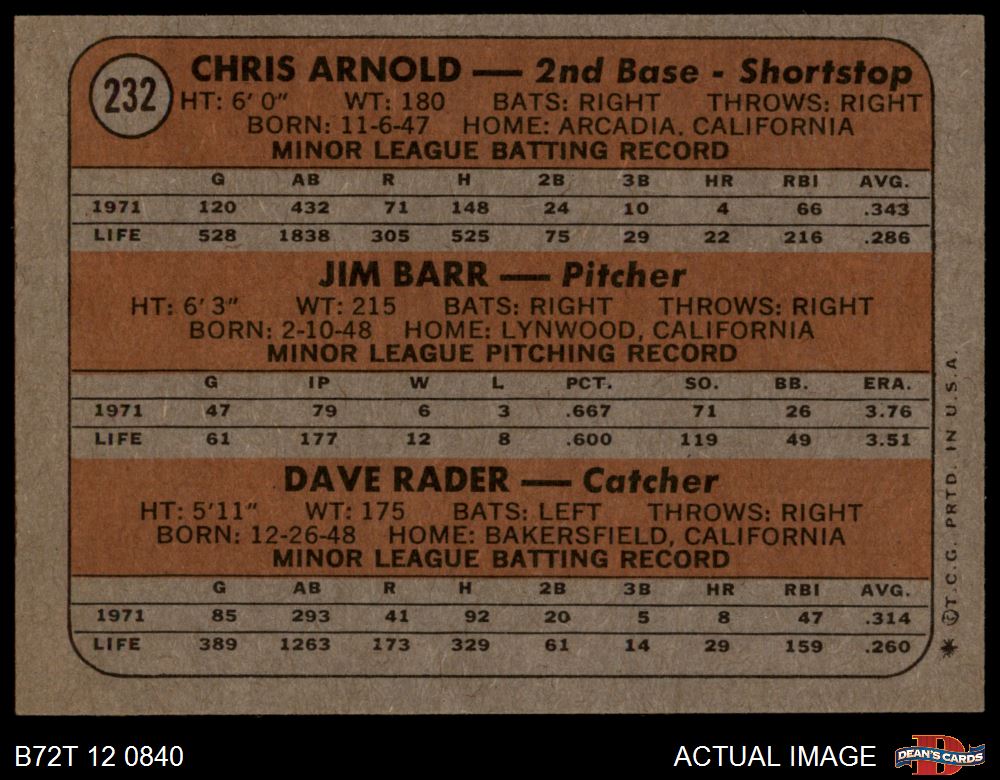 232
CHRIS ARNOLD — 2nd Base - Shortstop
HT: 6' 0" WT: 180 BATS: RIGHT THROWS: RIGHT
BORN: 11-6-47 HOME: ARCADIA. CALIFORNIA
MINOR LEAGUE BATTING RECORD
G AB R H 2B 3B HR RBI AVG.
1971 120 432 71 148 24 10 4 66 .343
LIFE 528 1838 305 525 75 29 22 216 .286
JIM BARR — Pitcher
HT: 6' 3" WT: 215 BATS: RIGHT THROWS: RIGHT
BORN: 2-10-48 HOME: LYNWOOD, CALIFORNIA
MINOR LEAGUE PITCHING RECORD
G IP W L PCT. SO. BB. ERA.
1971 47 79 6 3 .667 71 26 3.76
LIFE 61 177 12 8 .600 119 49 3.51
DAVE RADER — Catcher
HT: 5'11" WT: 175 BATS: LEFT THROWS: RIGHT
BORN: 12-26-48 HOME: BAKERSFIELD, CALIFORNIA
MINOR LEAGUE BATTING RECORD
G AB R H 2B 3B HR RBI AVG.
1971 85 293 41 92 20 5 8 47 .314
LIFE 389 1263 173 329 61 14 29 159 .260
* © T.C.G. PRTD. IN U.S.A.
B72T 12 0840
ACTUAL IMAGE
D
DEAN'S CARDS